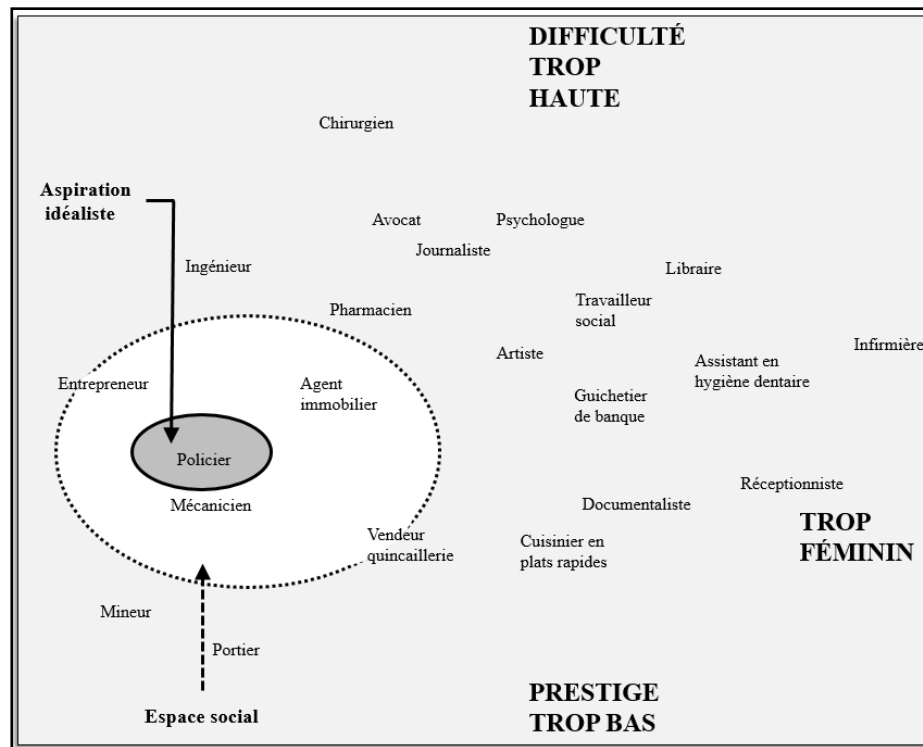 DIFFICULTÉ
TROP
HAUTE
Chirurgien
Aspiration
idéaliste
Avocat
Psychologue
Journaliste
Ingénieur
Libraire
Travailleur
social
Pharmacien
Artiste
Infirmière
Assistant en
hygiène dentaire
Entrepreneur
Agent
immobilier
Guichetier
de banque
Policier
Mécanicien
Réceptionniste
Documentaliste
TROP
FÉMININ
Vendeur
quincaillerie
Cuisinier en
plats rapides
Mineur
Portier
Espace social
PRESTIGE
TROP BAS